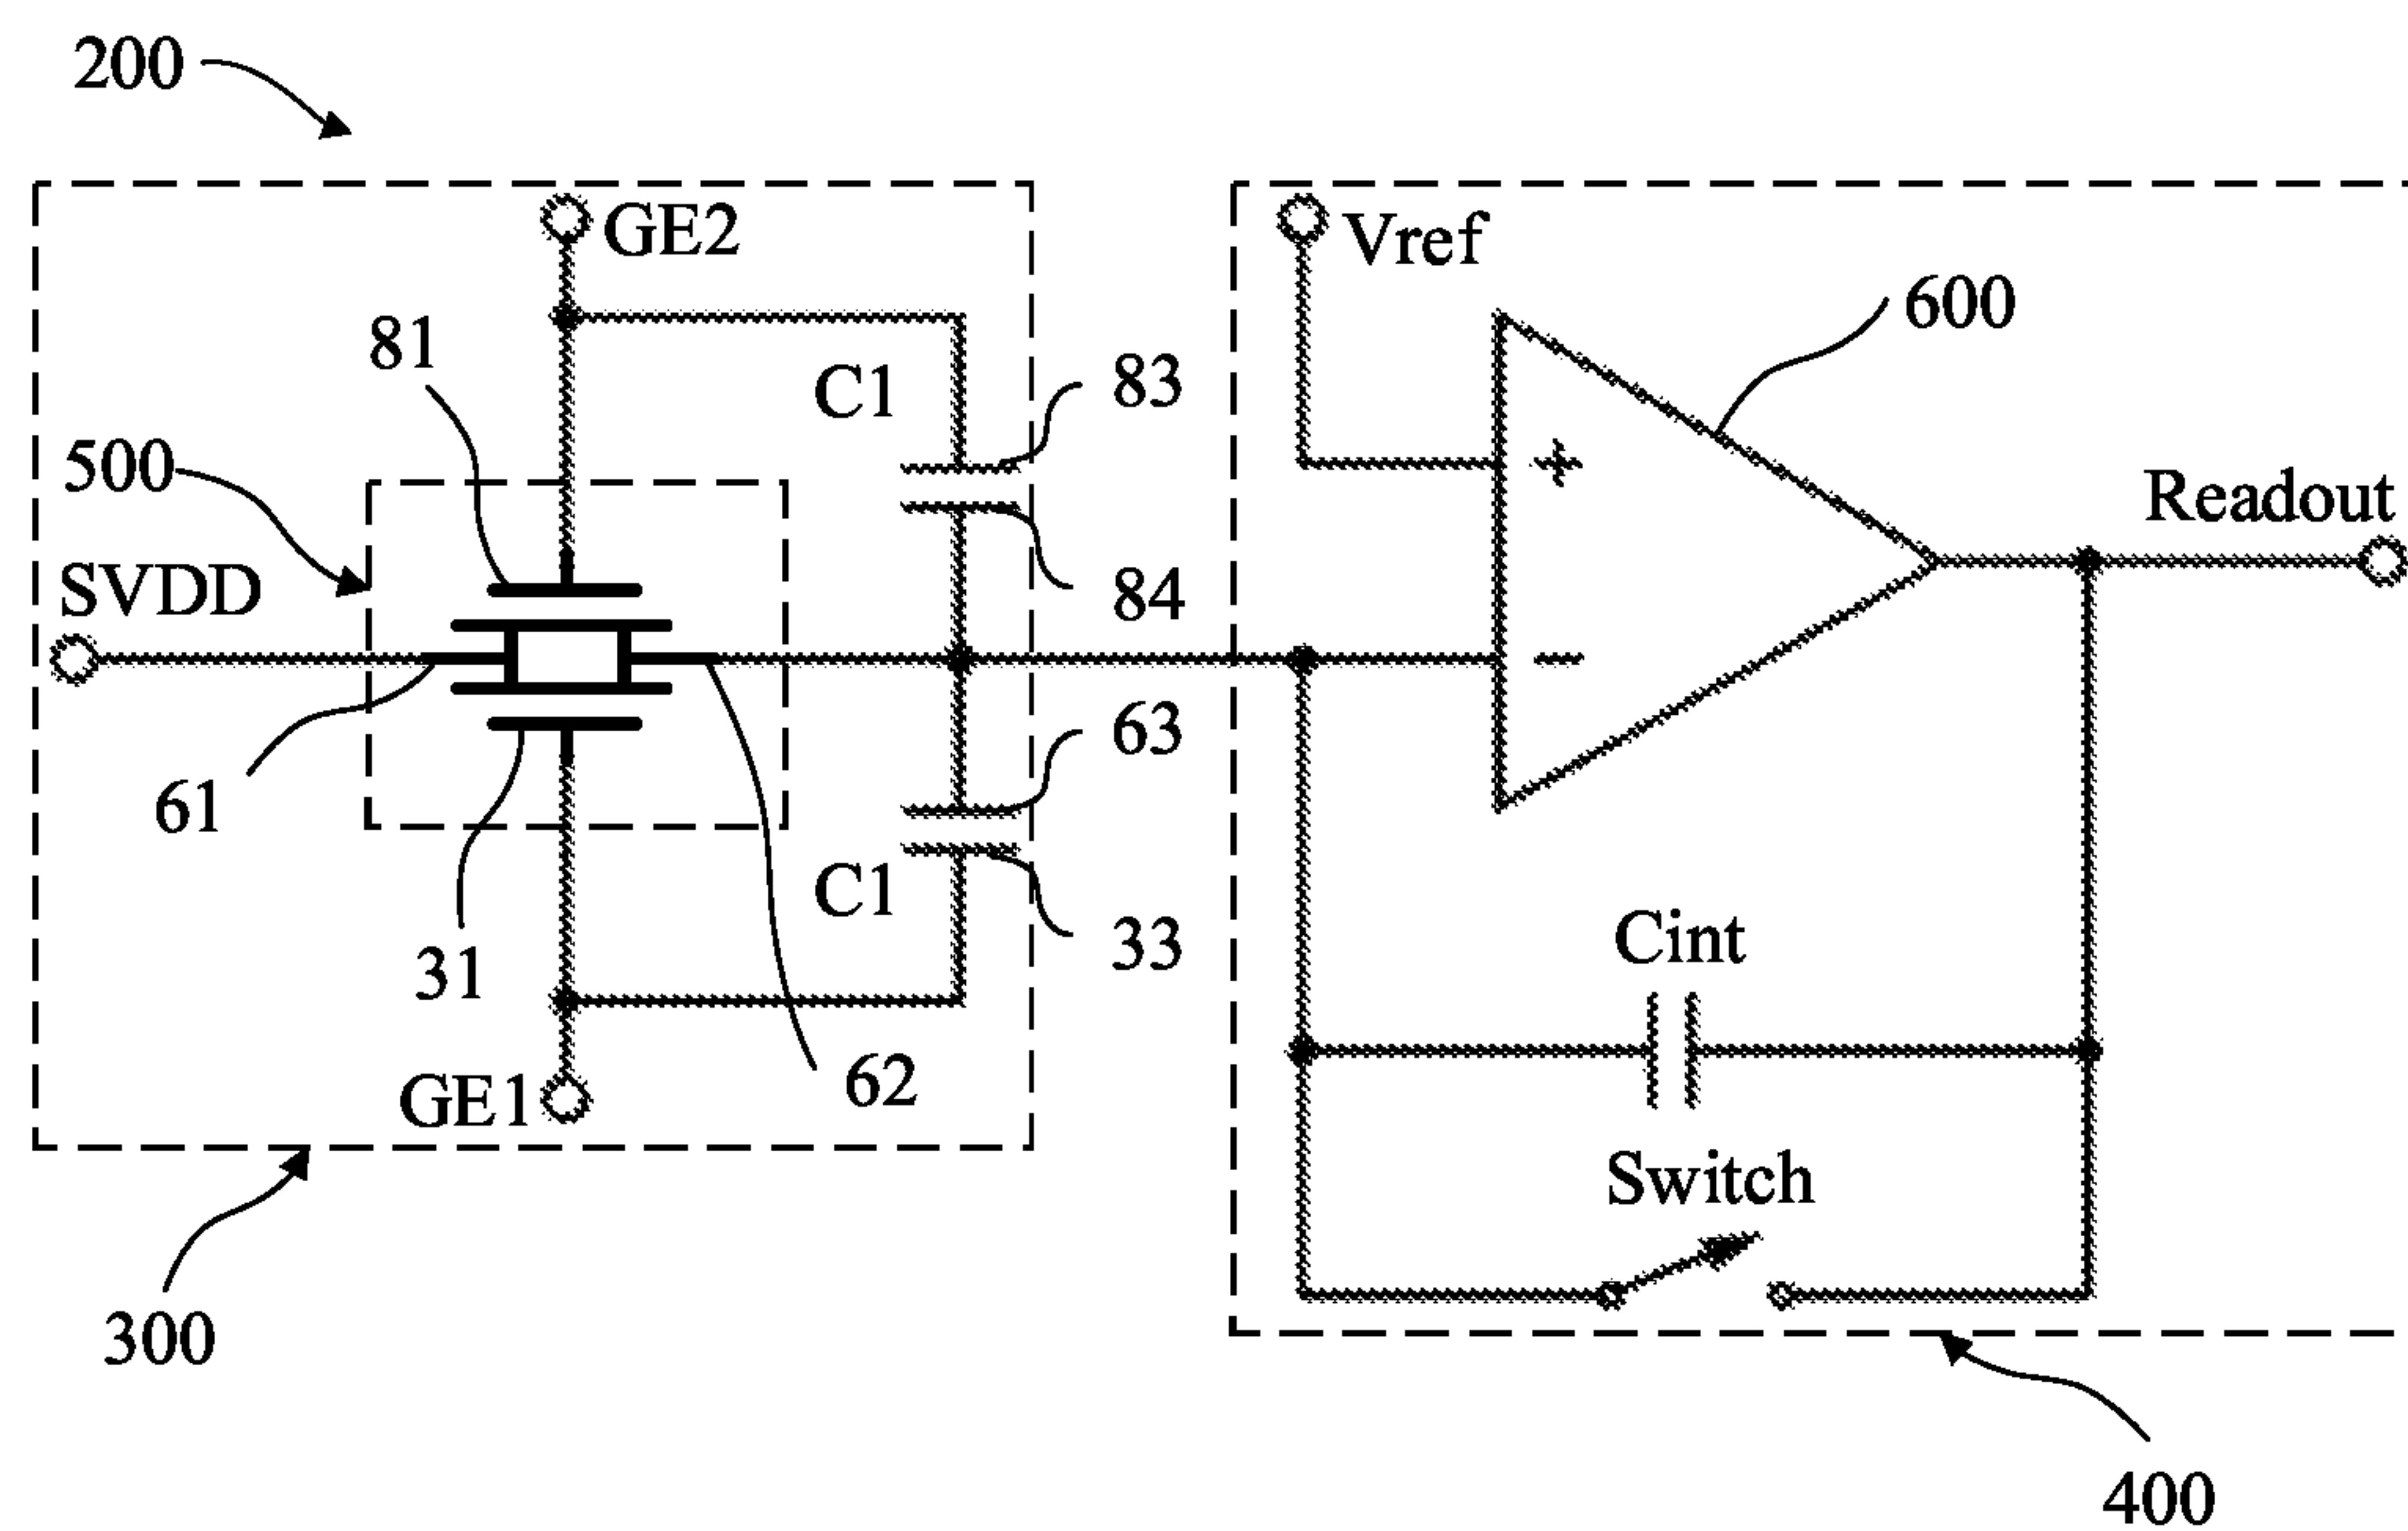 200
GE2
Vref
600
81
C1
83
500
Readout
SVDD
84
+
-
63
61
C1
33
31
Cint
62
GE1
Switch
300
400